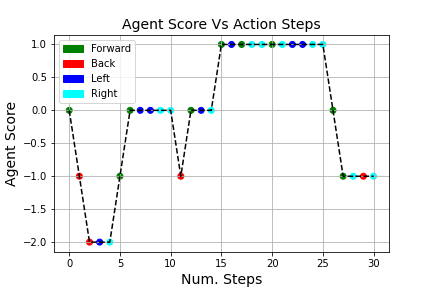 Agent Score Vs Action Steps
1.0
0.5
0.0
−0.5
−1.0
−1.5
−2.0
Agent Score
Forward
Back
Left
Right
0 5 10 15 20 25 30
Num. Steps